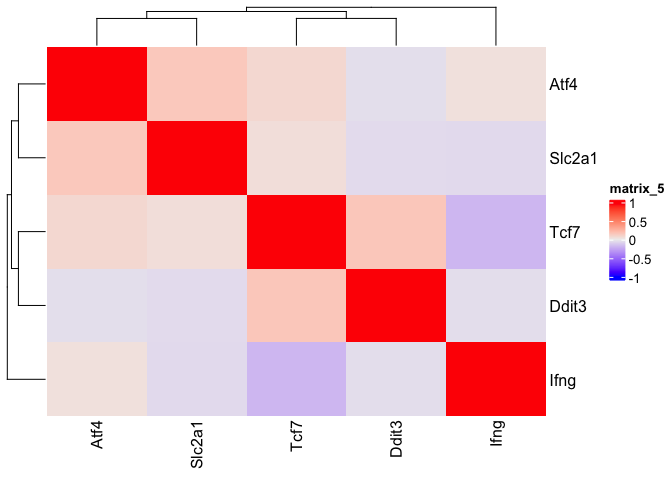 Atf4
Slc2a1
Tcf7
Ddit3
Ifng
matrix_5
1
0.5
0
-0.5
-1
Atf4
Slc2a1
Tcf7
Ddit3
Ifng